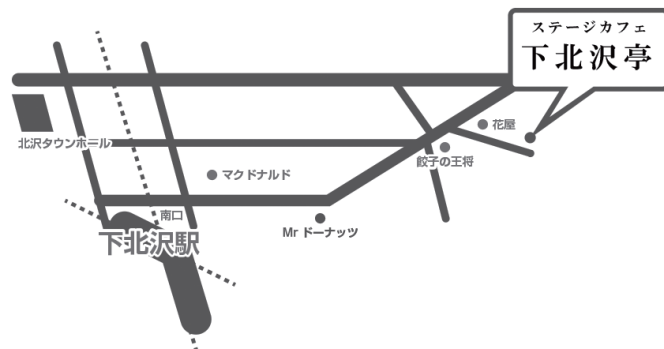 ステージカフェ
下北沢亭
花屋
北沢タウンホール
餃子の王将
マクドナルド
南口
Mr ドーナッツ
下北沢駅